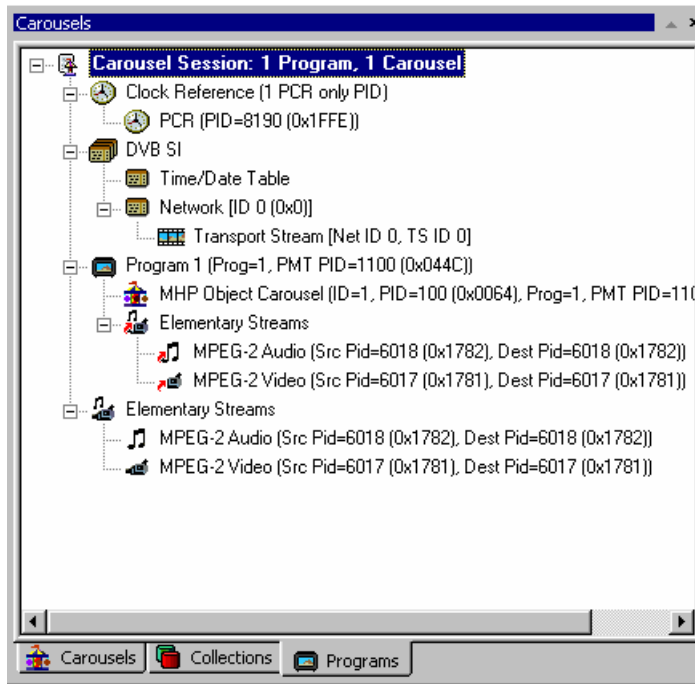 Carousels
Carousel Session: 1 Program, 1 Carousel
Clock Reference (1 PCR only PID)
PCR (PID=8190 (0x1FFE))
DVB SI
Time/Date Table
Network [ID 0 (0x0)]
Transport Stream [Net ID 0, TS ID 0]
Program 1 (Prog=1, PMT PID=1100 (0x044C))
MHP Object Carousel (ID=1, PID=100 (0x0064), Prog=1, PMT PID=110
Elementary Streams
MPEG-2 Audio (Src Pid=6018 (0x1782), Dest Pid=6018 (0x1782))
MPEG-2 Video (Src Pid=6017 (0x1781), Dest Pid=6017 (0x1781))
Elementary Streams
MPEG-2 Audio (Src Pid=6018 (0x1782), Dest Pid=6018 (0x1782))
MPEG-2 Video (Src Pid=6017 (0x1781), Dest Pid=6017 (0x1781))
Carousels Collections Programs